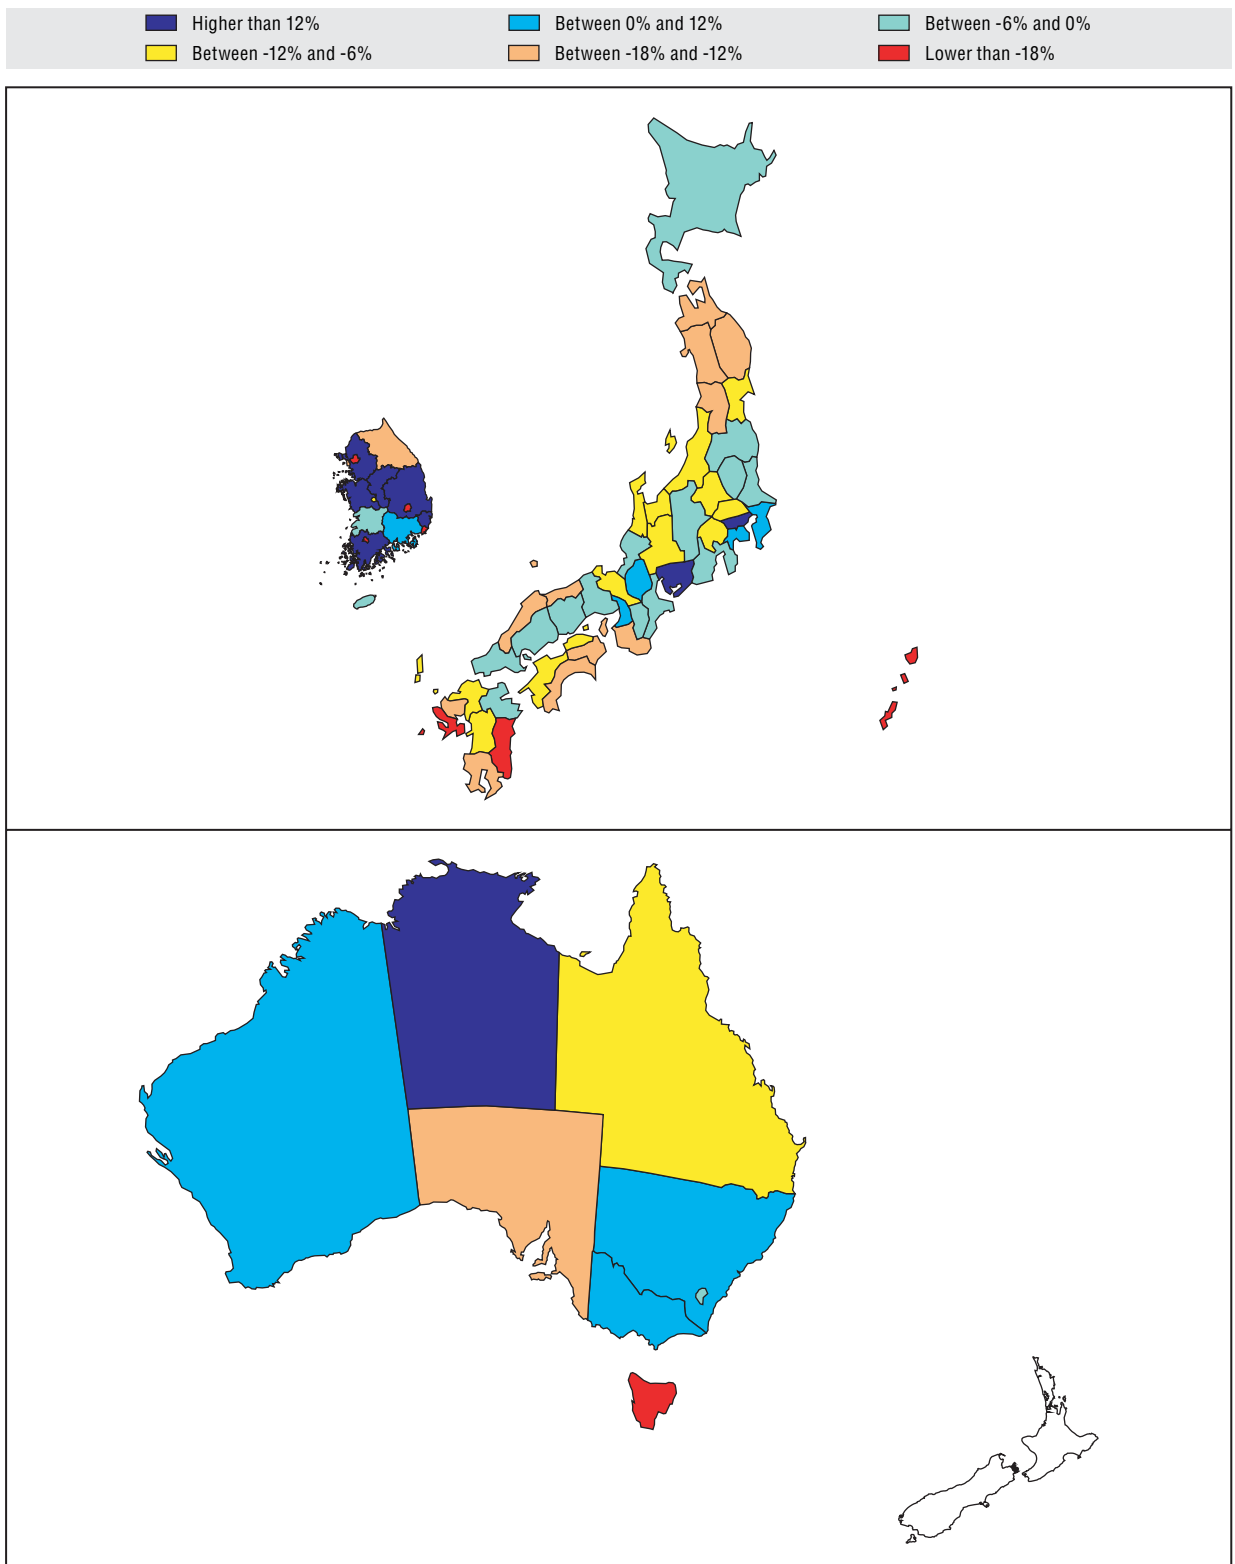 Higher than 12% Between 0% and 12% Between -6% and 0%
Between -12% and -6% Between -18% and -12% Lower than -18%